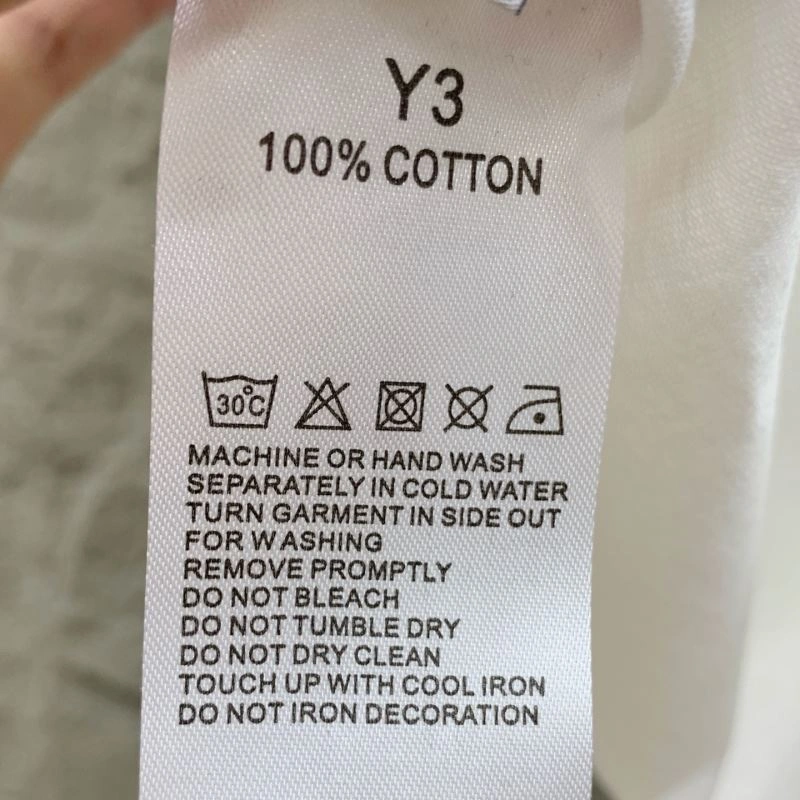 Y3
100% COTTON
30°C
MACHINE OR HAND WASH
SEPARATELY IN COLD WATER
TURN GARMENT IN SIDE OUT
FOR WASHING
REMOVE PROMPTLY
DO NOT BLEACH
DO NOT TUMBLE DRY
DO NOT DRY CLEAN
TOUCH UP WITH COOL IRON
DO NOT IRON DECORATION